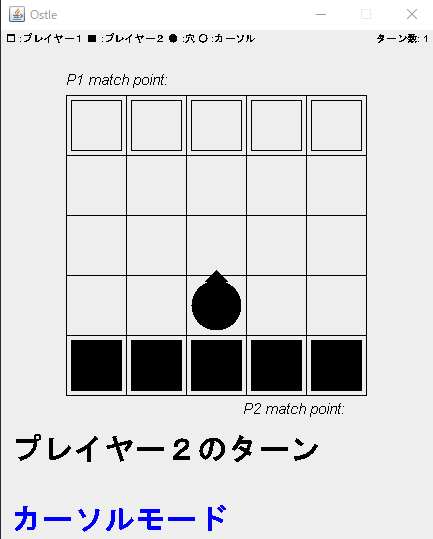 Ostle
□ :プレイヤー１ ■ :プレイヤー２ ● :穴 ○ :カーソル ターン数: 1
P1 match point:
P2 match point:
プレイヤー２のターン
カーソルモード